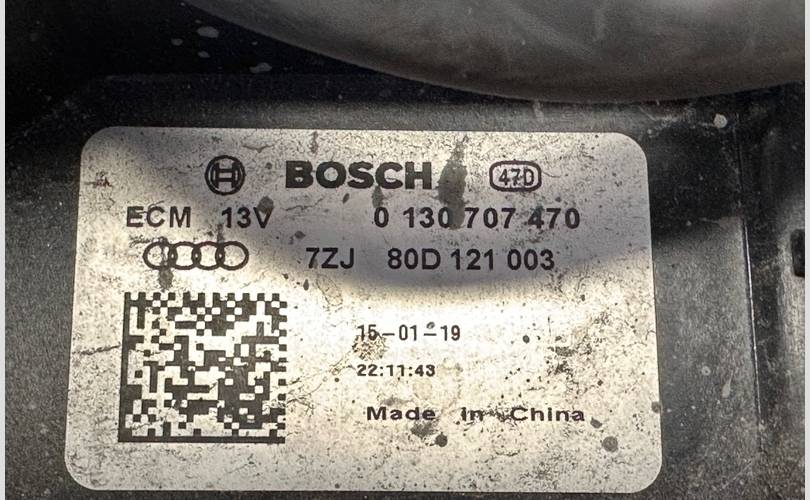 BOSCH 47D
ECM 13V 0 130 707 470
7ZJ 80D 121 003
15-01-19
22:11:43
Made in China